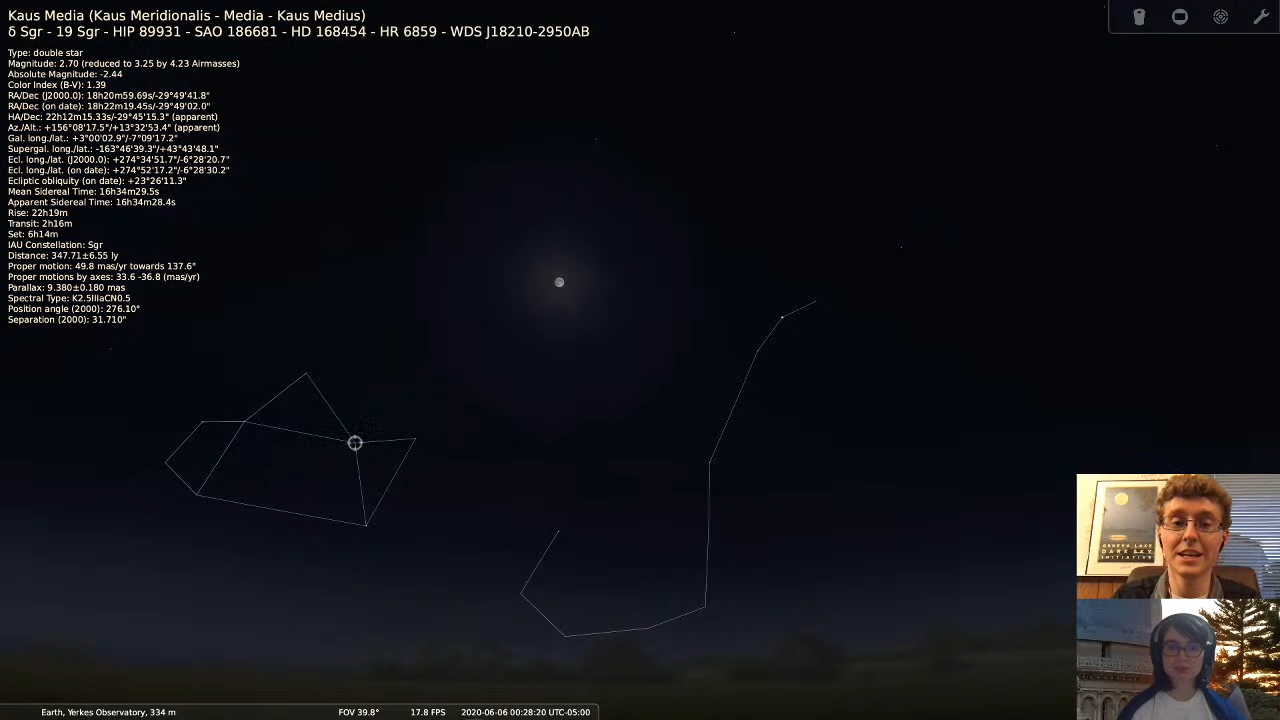 Kaus Media (Kaus Meridionalis - Media - Kaus Medius)
δ Sgr - 19 Sgr - HIP 89931 - SAO 186681 - HD 168454 - HR 6859 - WDS J18210-2950AB
Type: double star
Magnitude: 2.70 (reduced to 3.25 by 4.23 Airmasses)
Absolute Magnitude: -2.44
Color Index (B-V): 1.39
RA/Dec (J2000.0): 18h20m59.69s/-29°49'41.8"
RA/Dec (on date): 18h22m19.45s/-29°49'02.0"
HA/Dec: 22h12m15.33s/-29°45'15.3" (apparent)
Az./Alt.: +156°08'17.5"/+13°32'53.4" (apparent)
Gal. long./lat.: +3°00'02.9"/-7°09'17.2"
Supergal. long./lat.: -163°46'39.3"/+43°43'48.1"
Ecl. long./lat. (J2000.0): +274°34'51.7"/-6°28'20.7"
Ecl. long./lat. (on date): +274°52'17.2"/-6°28'30.2"
Ecliptic obliquity (on date): +23°26'11.3"
Mean Sidereal Time: 16h34m29.5s
Apparent Sidereal Time: 16h34m28.4s
Rise: 22h19m
Transit: 2h16m
Set: 6h14m
IAU Constellation: Sgr
Distance: 347.71±6.55 ly
Proper motion: 49.8 mas/yr towards 137.6°
Proper motions by axes: 33.6 -36.8 (mas/yr)
Parallax: 9.380±0.180 mas
Spectral Type: K2.5IIIaCN0.5
Position angle (2000): 276.10°
Separation (2000): 31.710"
GENEVA LAKE
DARK SKY
INITIATIVE
Earth, Yerkes Observatory, 334 m
FOV 39.8°
17.8 FPS
2020-06-06 00:28:20 UTC-05:00